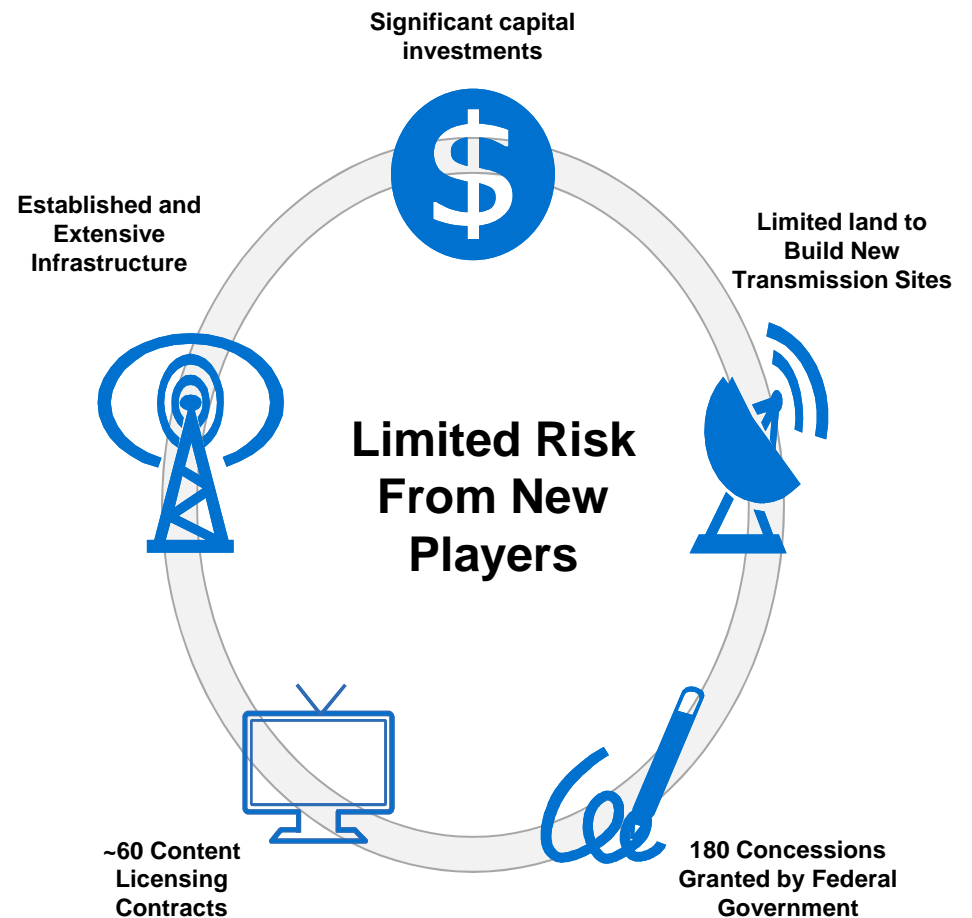 Significant capital
investments
Established and
Extensive
Infrastructure
Limited land to
Build New
Transmission Sites
$
Limited Risk
From New
Players
~60 Content
Licensing
Contracts
180 Concessions
Granted by Federal
Government